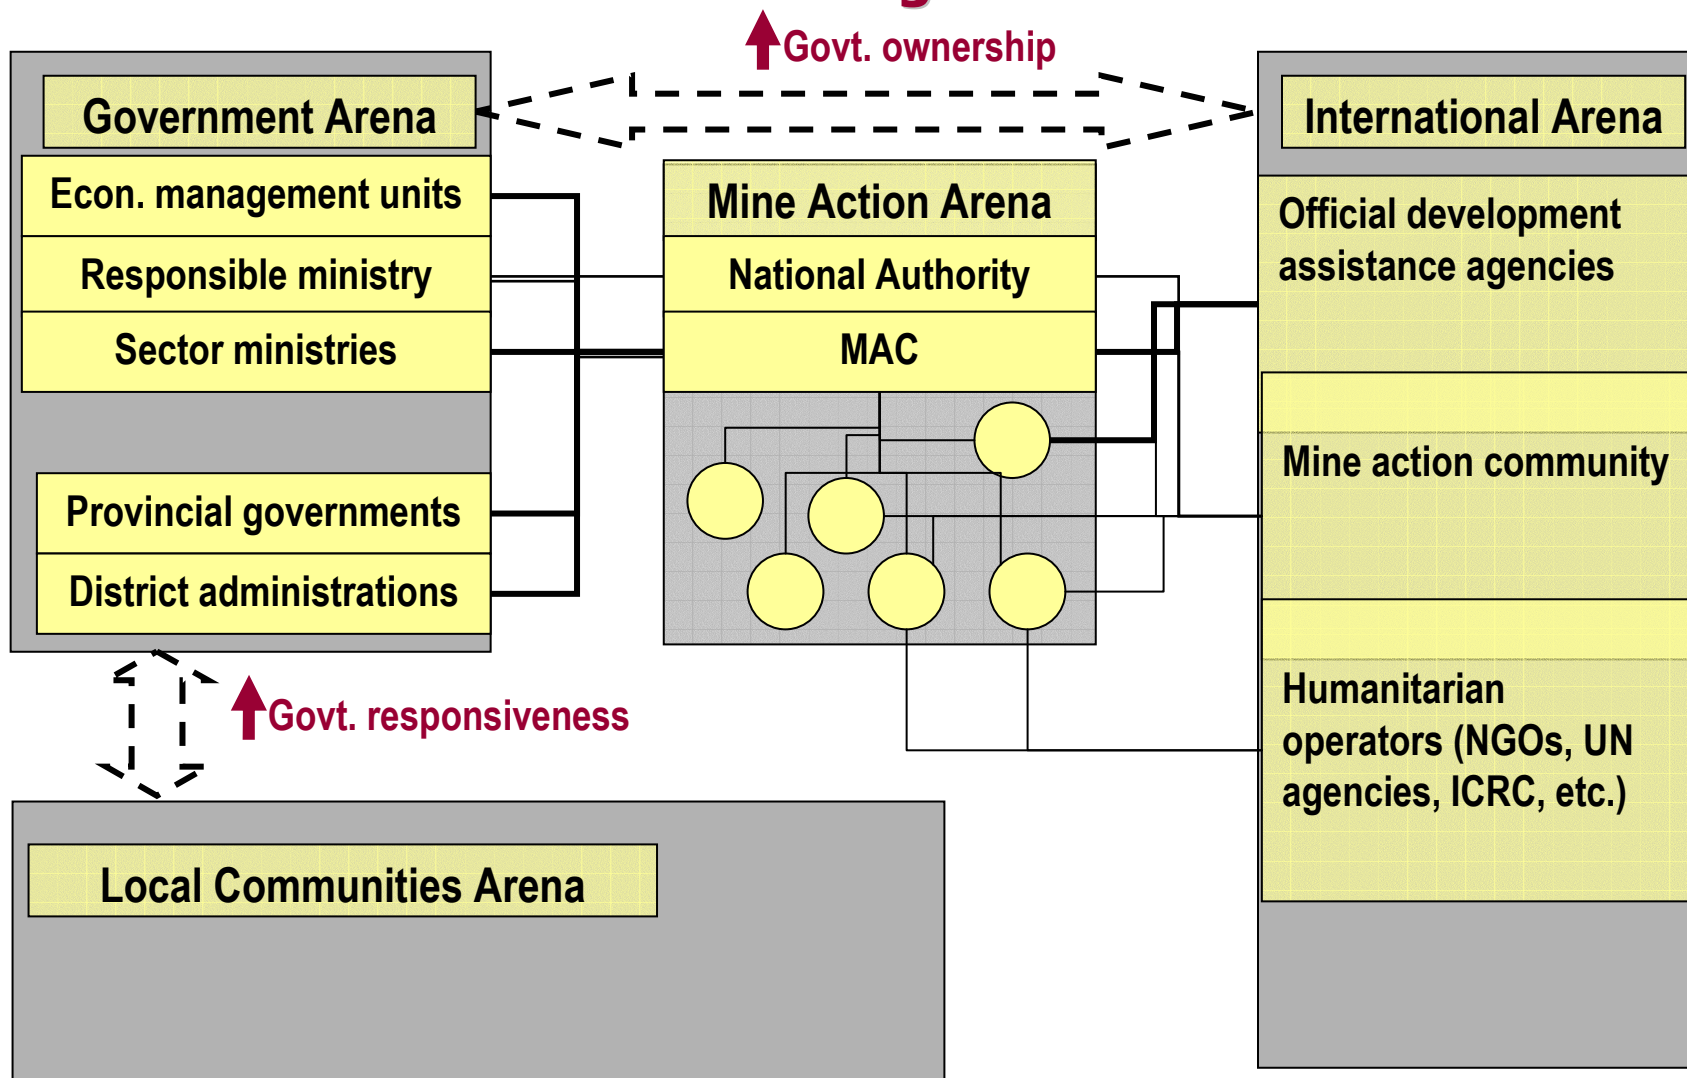 Govt. ownership
Government Arena
Econ. management units
Responsible ministry
Sector ministries
Provincial governments
District administrations
Mine Action Arena
National Authority
MAC
International Arena
Official development
assistance agencies
Mine action community
Humanitarian
operators (NGOs, UN
agencies, ICRC, etc.)
Govt. responsiveness
Local Communities Arena